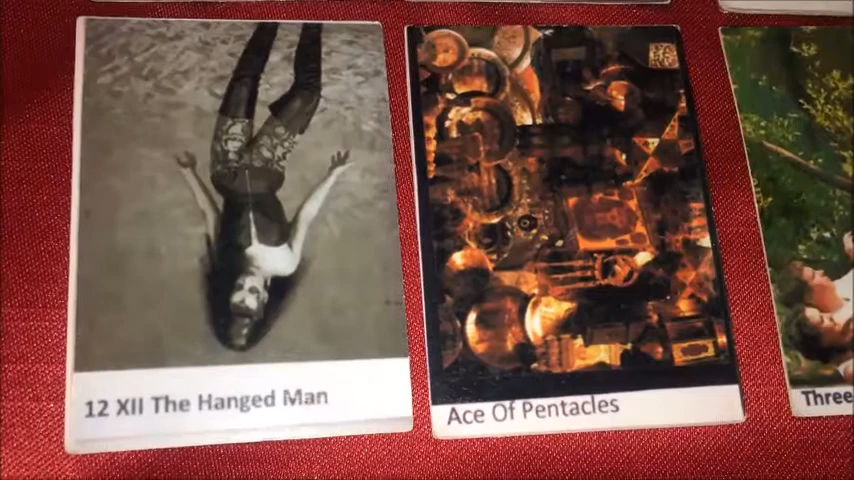 12 XII The Hanged Man
Ace Of Pentacles
Three